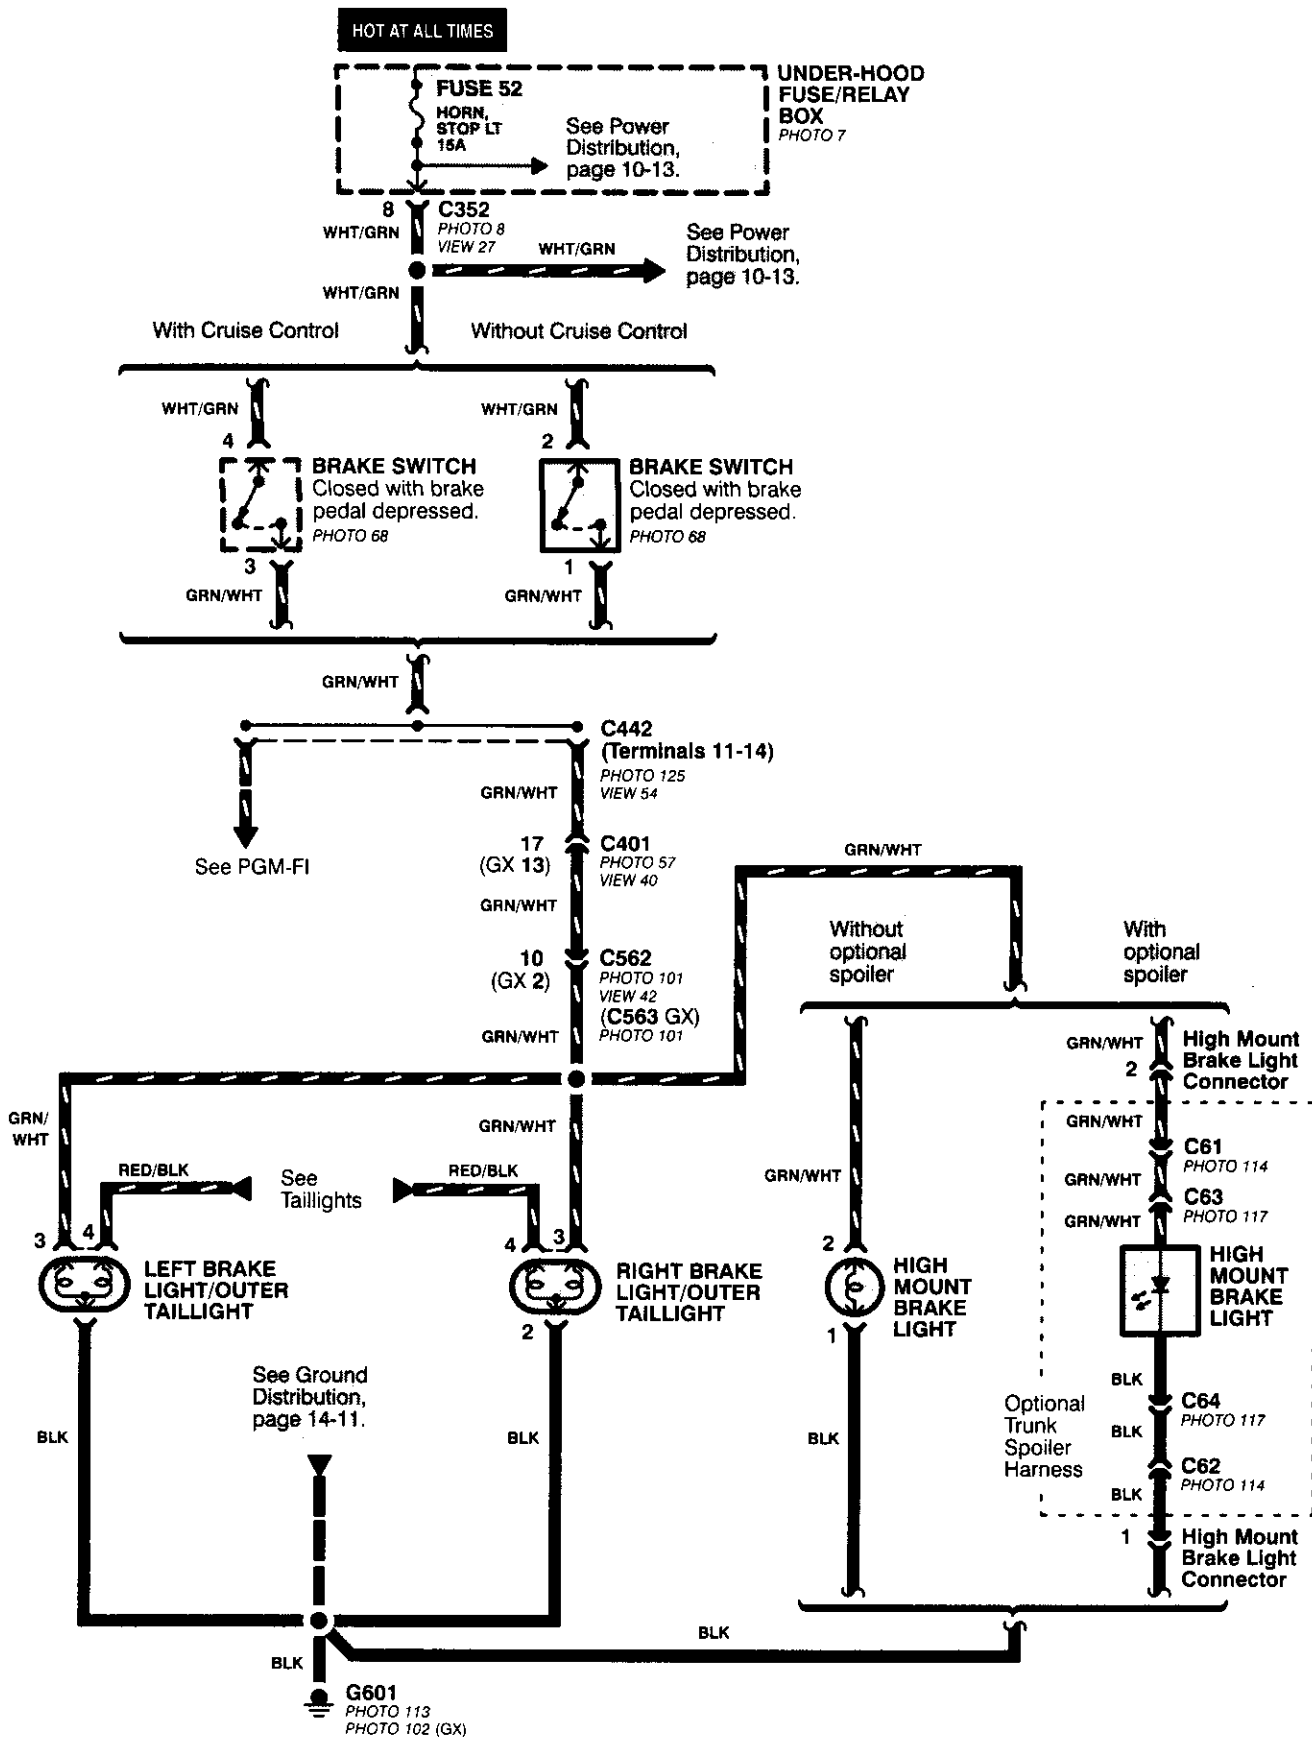 HOT AT ALL TIMES
UNDER-HOOD
FUSE/RELAY
BOX
PHOTO 7
FUSE 52
HORN,
STOP LT
15A
See Power
Distribution,
page 10-13.
8
C352
PHOTO 8
VIEW 27
WHT/GRN
WHT/GRN
See Power
Distribution,
page 10-13.
WHT/GRN
With Cruise Control
Without Cruise Control
WHT/GRN
WHT/GRN
4
2
BRAKE SWITCH
Closed with brake
pedal depressed.
PHOTO 68
BRAKE SWITCH
Closed with brake
pedal depressed.
PHOTO 68
3
1
GRN/WHT
GRN/WHT
GRN/WHT
C442
(Terminals 11-14)
PHOTO 125
VIEW 54
GRN/WHT
See PGM-FI
17
(GX 13)
C401
PHOTO 57
VIEW 40
GRN/WHT
GRN/WHT
10
(GX 2)
C562
PHOTO 101
VIEW 42
(C563 GX)
PHOTO 101
GRN/WHT
Without
optional
spoiler
With
optional
spoiler
GRN/WHT
2
High Mount
Brake Light
Connector
GRN/
WHT
GRN/WHT
GRN/WHT
C61
PHOTO 114
RED/BLK
See
Taillights
RED/BLK
GRN/WHT
GRN/WHT
C63
PHOTO 117
GRN/WHT
3
4
4
3
2
LEFT BRAKE
LIGHT/OUTER
TAILLIGHT
RIGHT BRAKE
LIGHT/OUTER
TAILLIGHT
HIGH
MOUNT
BRAKE
LIGHT
HIGH
MOUNT
BRAKE
LIGHT
2
1
See Ground
Distribution,
page 14-11.
BLK
C64
PHOTO 117
Optional
Trunk
Spoiler
Harness
BLK
BLK
BLK
BLK
C62
PHOTO 114
BLK
1
High Mount
Brake Light
Connector
BLK
BLK
G601
PHOTO 113
PHOTO 102 (GX)